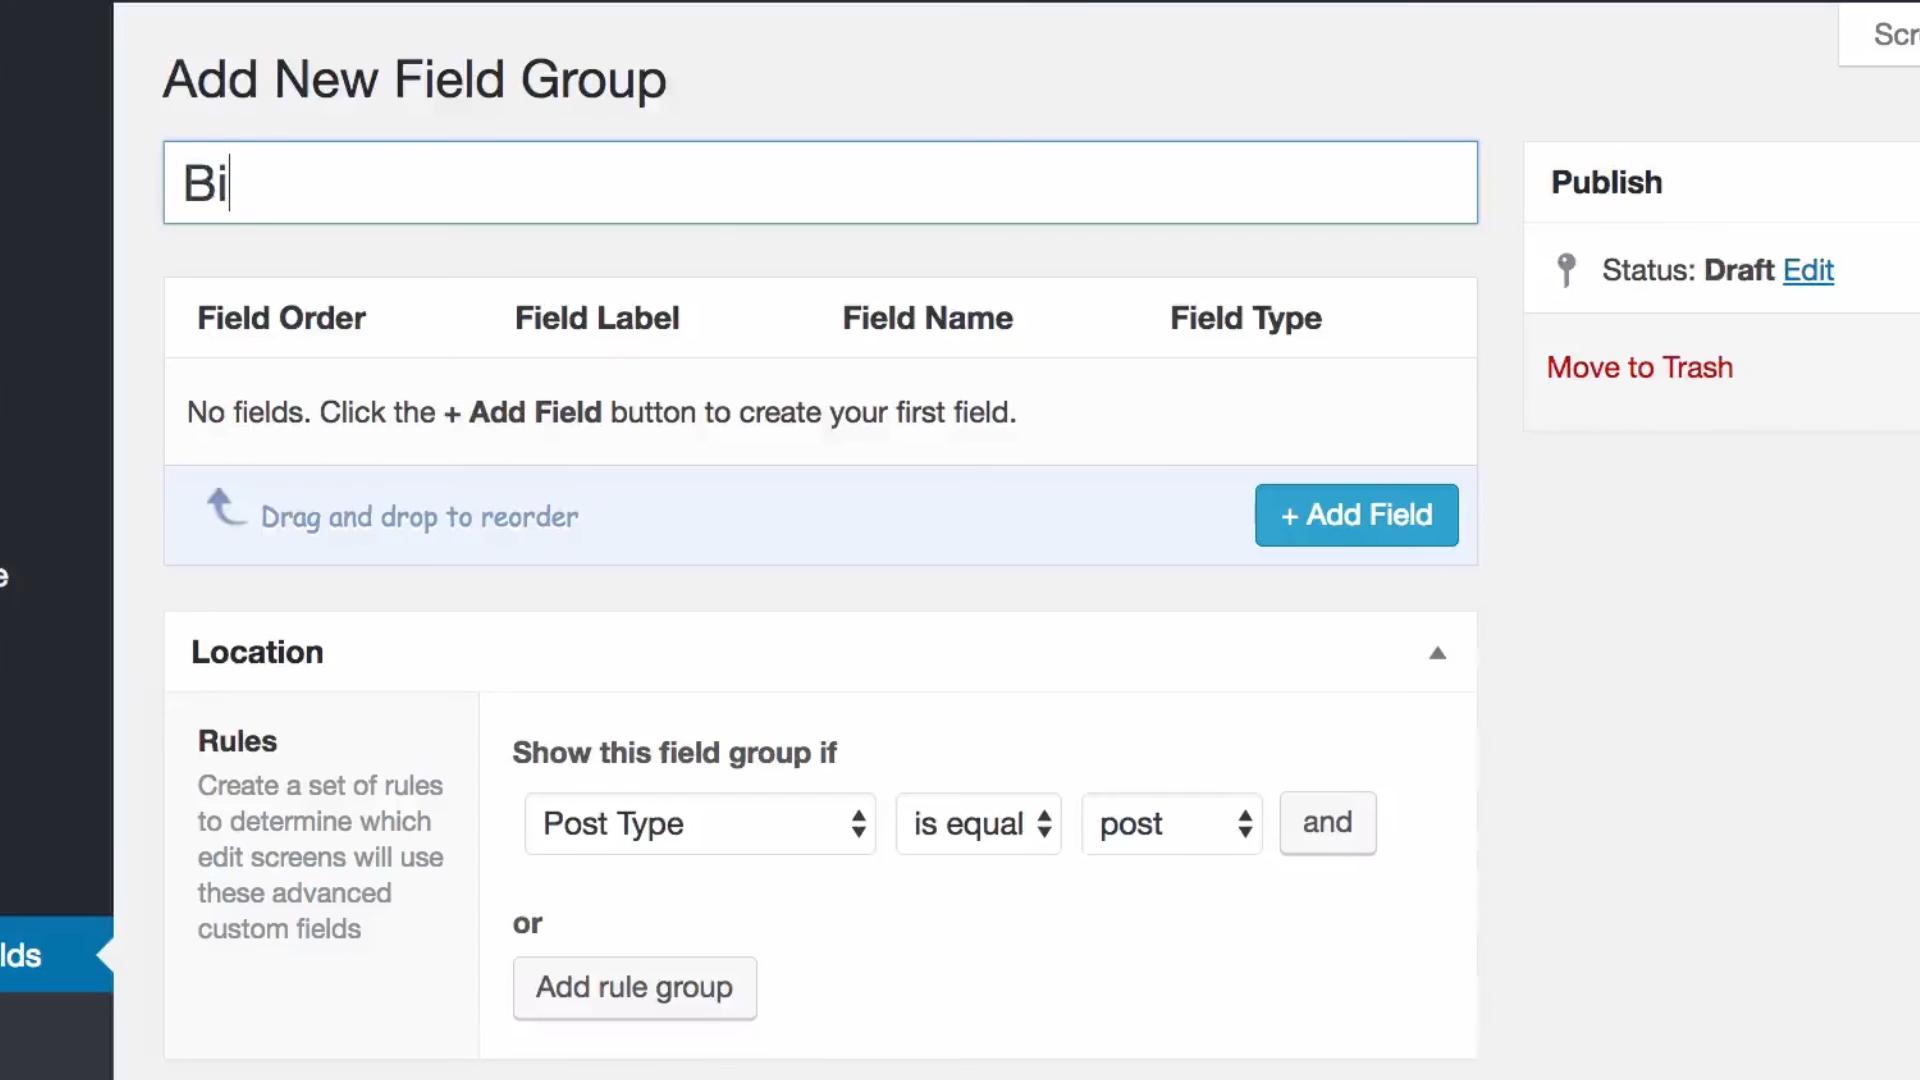 Scr
Add New Field Group
Bi
Publish
Status: Draft Edit
Move to Trash
Field Order Field Label Field Name Field Type
No fields. Click the + Add Field button to create your first field.
Drag and drop to reorder
+ Add Field
e
Location
Rules
Create a set of rules
to determine which
edit screens will use
these advanced
custom fields
Show this field group if
Post Type is equal post and
or
Add rule group
lds